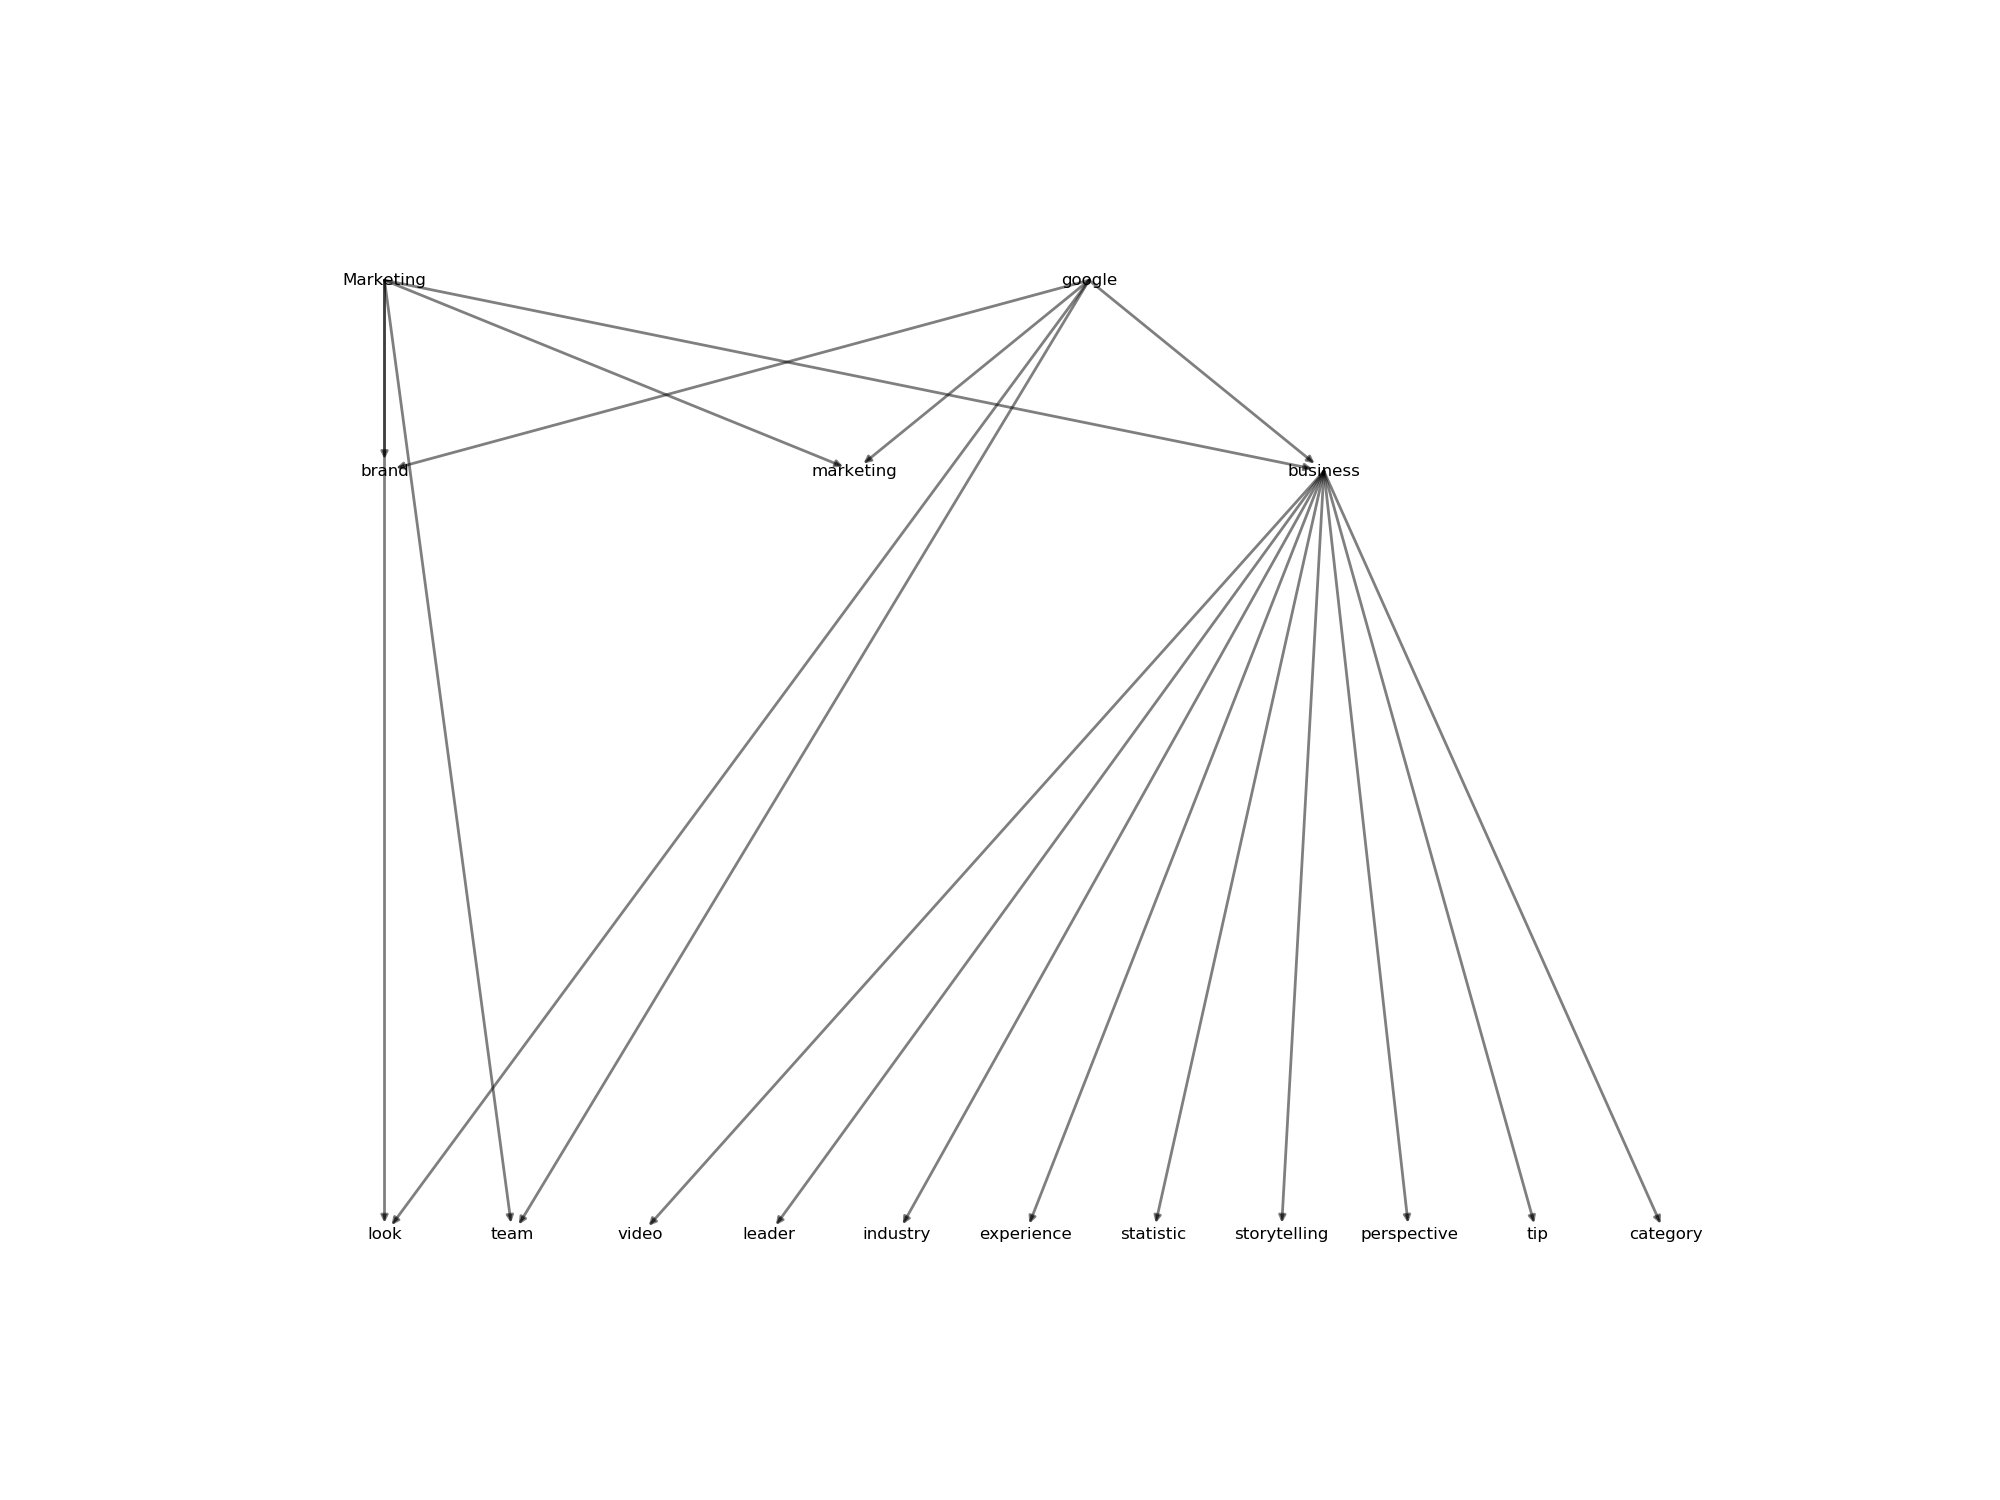 Marketing google
brand marketing business
look team video leader industry experience statistic storytelling perspective tip category